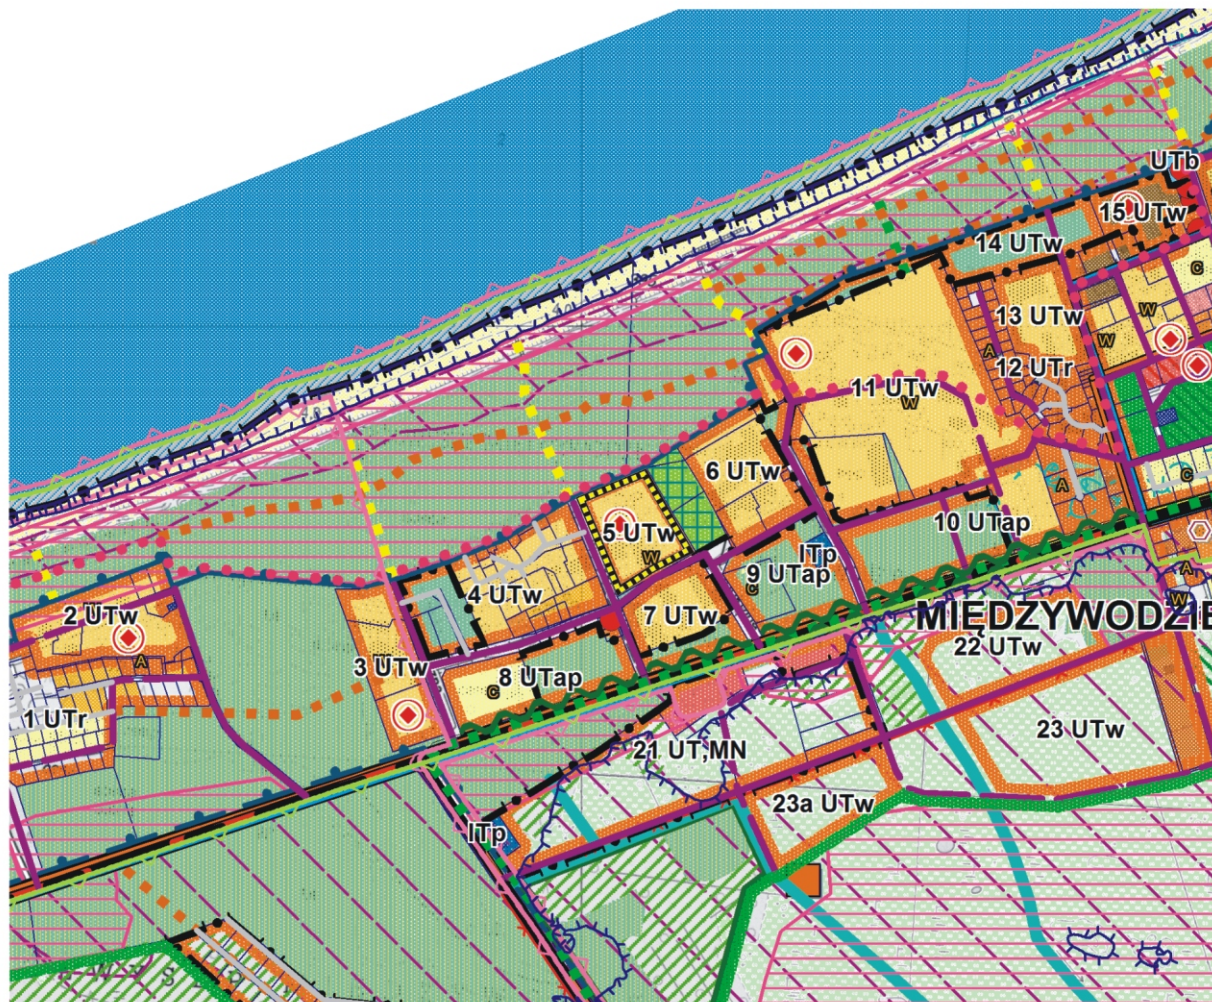 UTb
15 UTw
14 UTw
C
13 UTw
W
W
A
12 UTr
11 UTw
W
6 UTw
C
A
5 UTw
10 UTap
W
ITp
9 UTap
C
A
4 UTw
W
2 UTw
7 UTw
MIĘDZYWODZIE
22 UTw
A
3 UTw
8 UTap
C
1 UTr
23 UTw
21 UT,MN
23a UTw
ITp